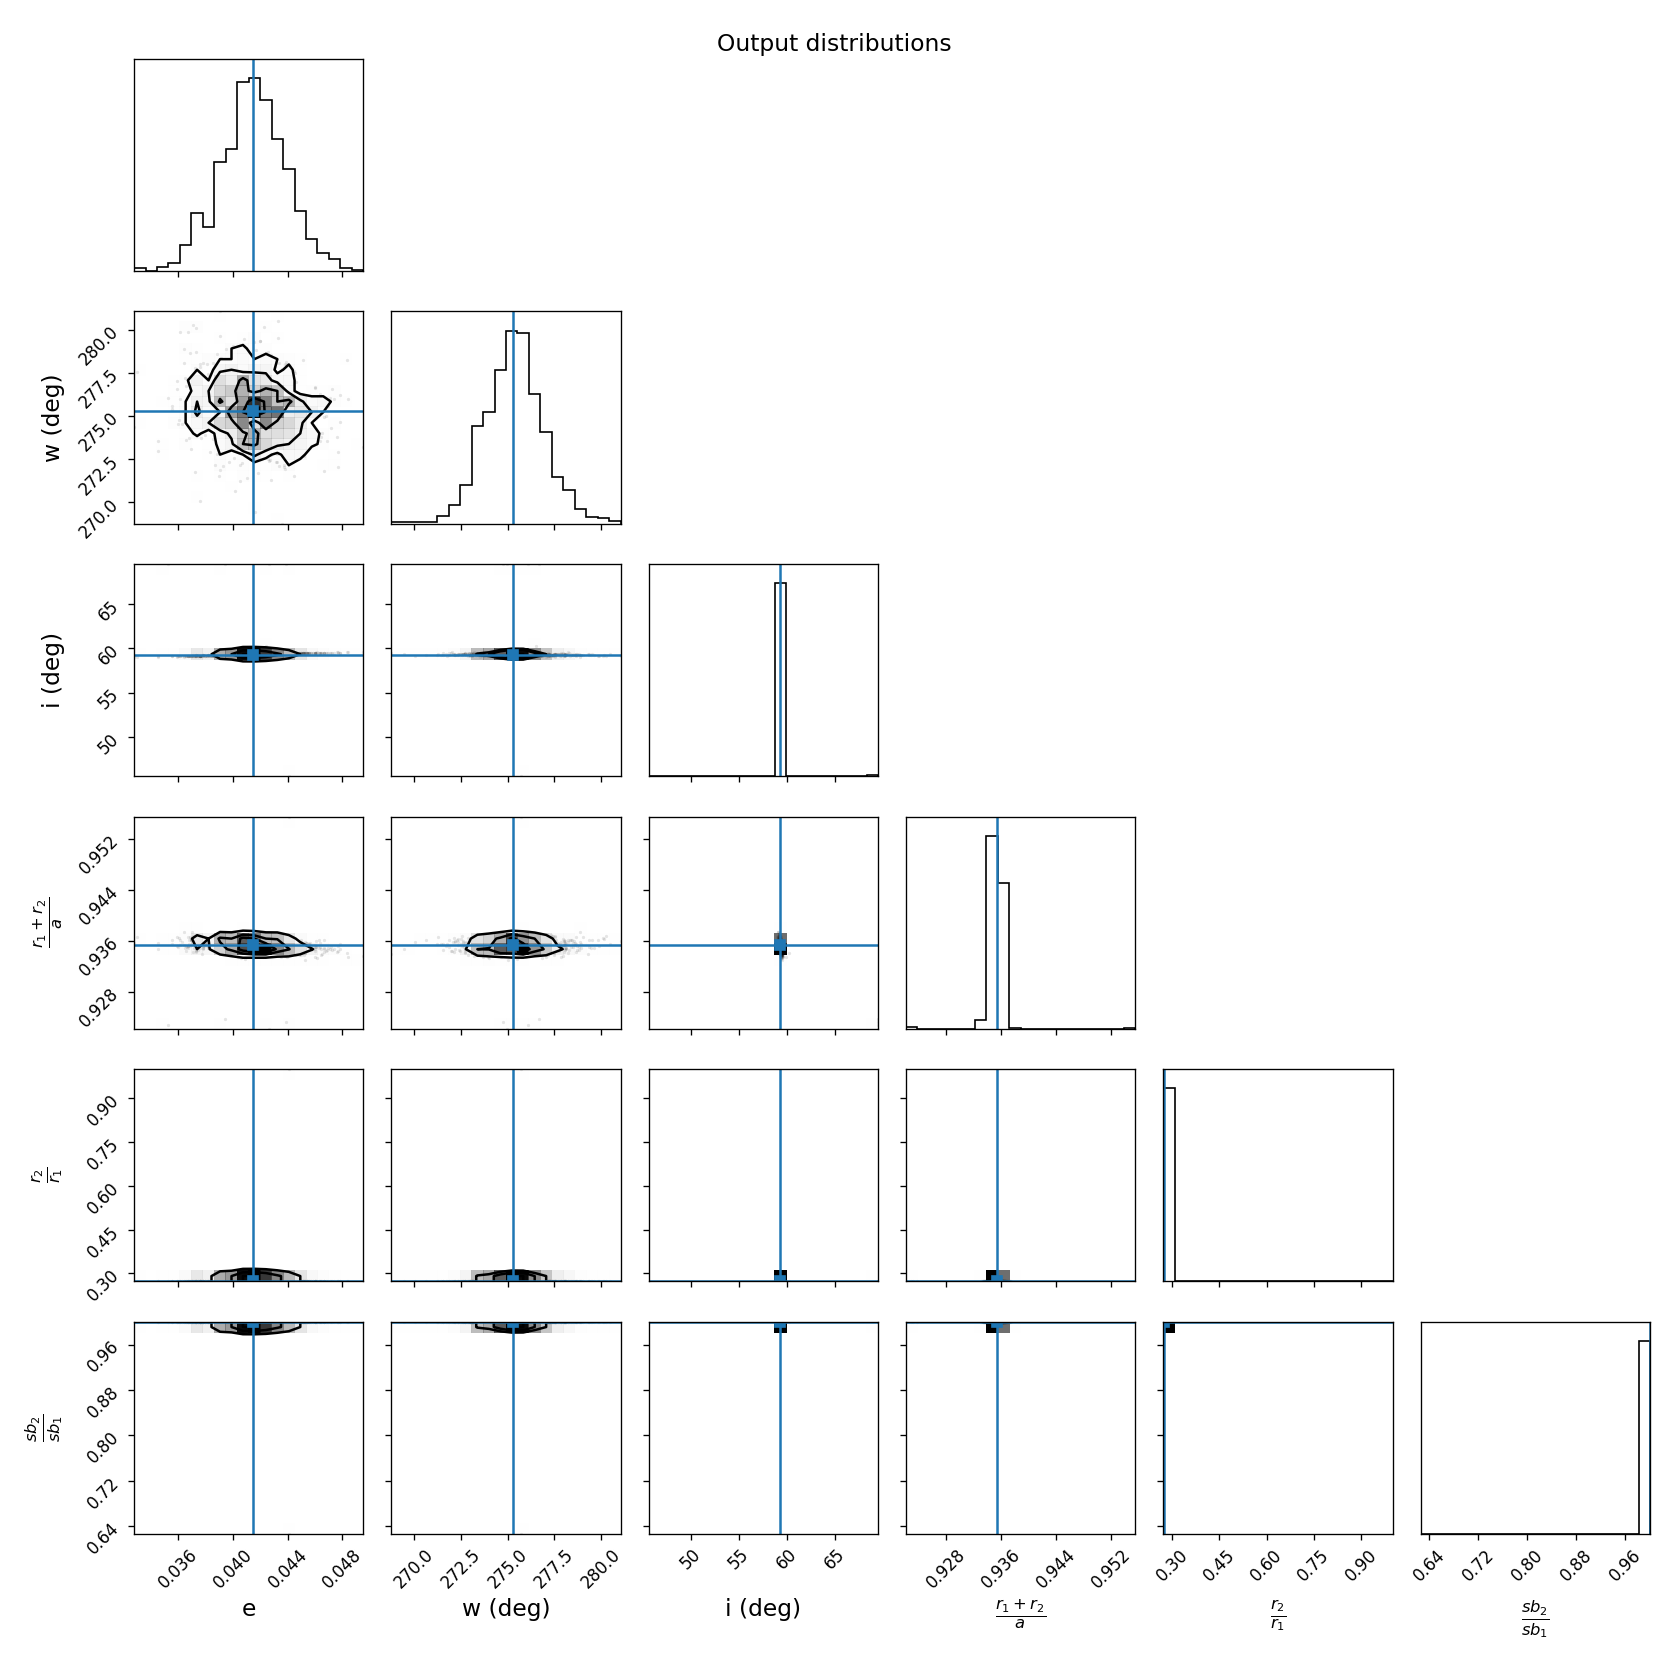 Output distributions
w (deg)
280.0
277.5
275.0
272.5
270.0
i (deg)
65
60
55
50
r₁ + r₂
a
0.952
0.944
0.936
0.928
r₂
r₁
0.90
0.75
0.60
0.45
0.30
sb₂
sb₁
0.96
0.88
0.80
0.72
0.64
0.036 0.040 0.044 0.048 270.0 272.5 275.0 277.5 280.0 50 55 60 65 0.928 0.936 0.944 0.952 0.30 0.45 0.60 0.75 0.90 0.64 0.72 0.80 0.88 0.96
e w (deg) i (deg) r₁ + r₂ r₂ sb₂
a r₁ sb₁